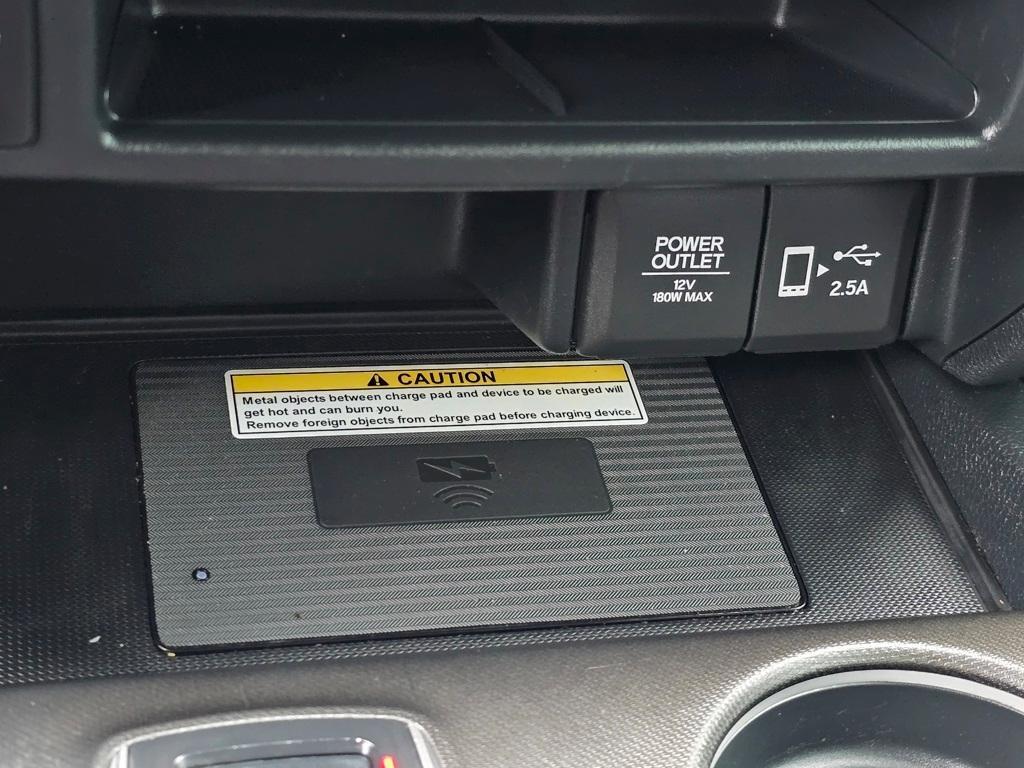 POWER
OUTLET
12V
180W MAX
2.5A
CAUTION
Metal objects between charge pad and device to be charged will
get hot and can burn you.
Remove foreign objects from charge pad before charging device.